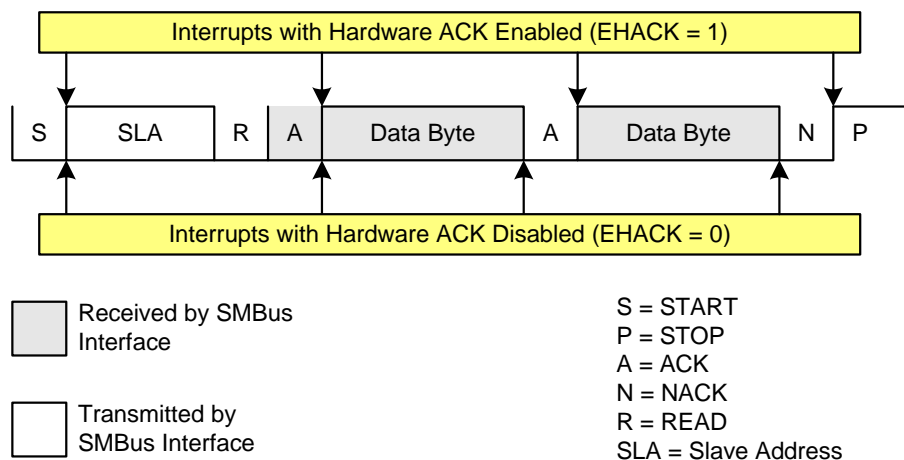 Interrupts with Hardware ACK Enabled (EHACK = 1)
S SLA R A Data Byte A Data Byte N P
Interrupts with Hardware ACK Disabled (EHACK = 0)
Received by SMBus
Interface
Transmitted by
SMBus Interface
S = START
P = STOP
A = ACK
N = NACK
R = READ
SLA = Slave Address